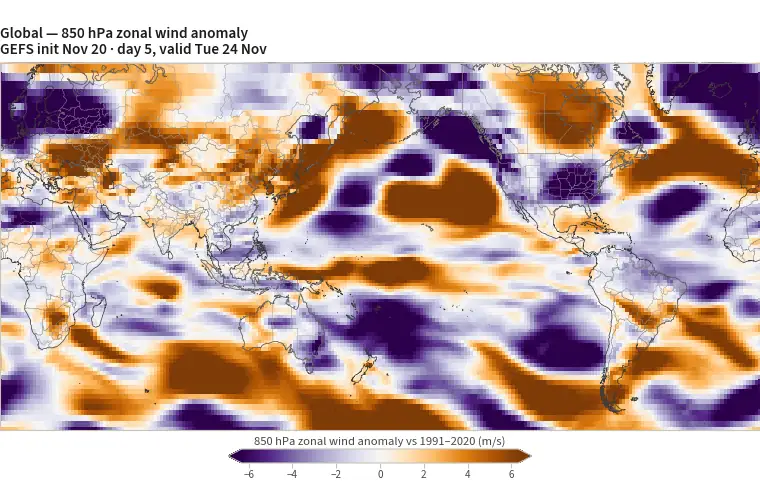 Global — 850 hPa zonal wind anomaly
GEFS init Nov 20 · day 5, valid Tue 24 Nov
850 hPa zonal wind anomaly vs 1991–2020 (m/s)
−6 −4 −2 0 2 4 6